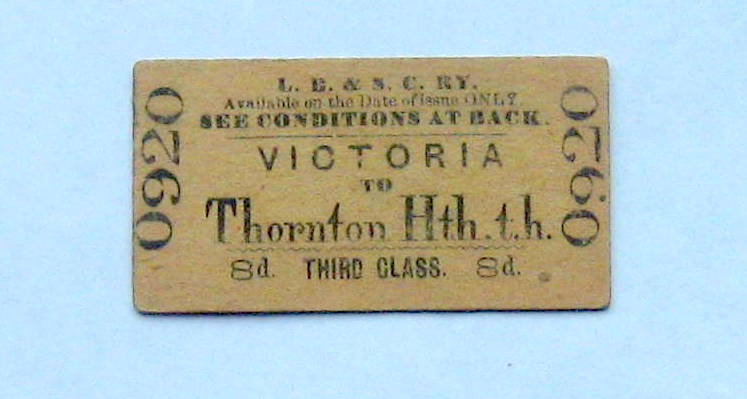 L. B. & S. C. RY.
Available on the Date of issue ONLY
SEE CONDITIONS AT BACK.
VICTORIA
TO
Thornton Hth.t.h.
8d. THIRD CLASS. 8d.
0920
0920